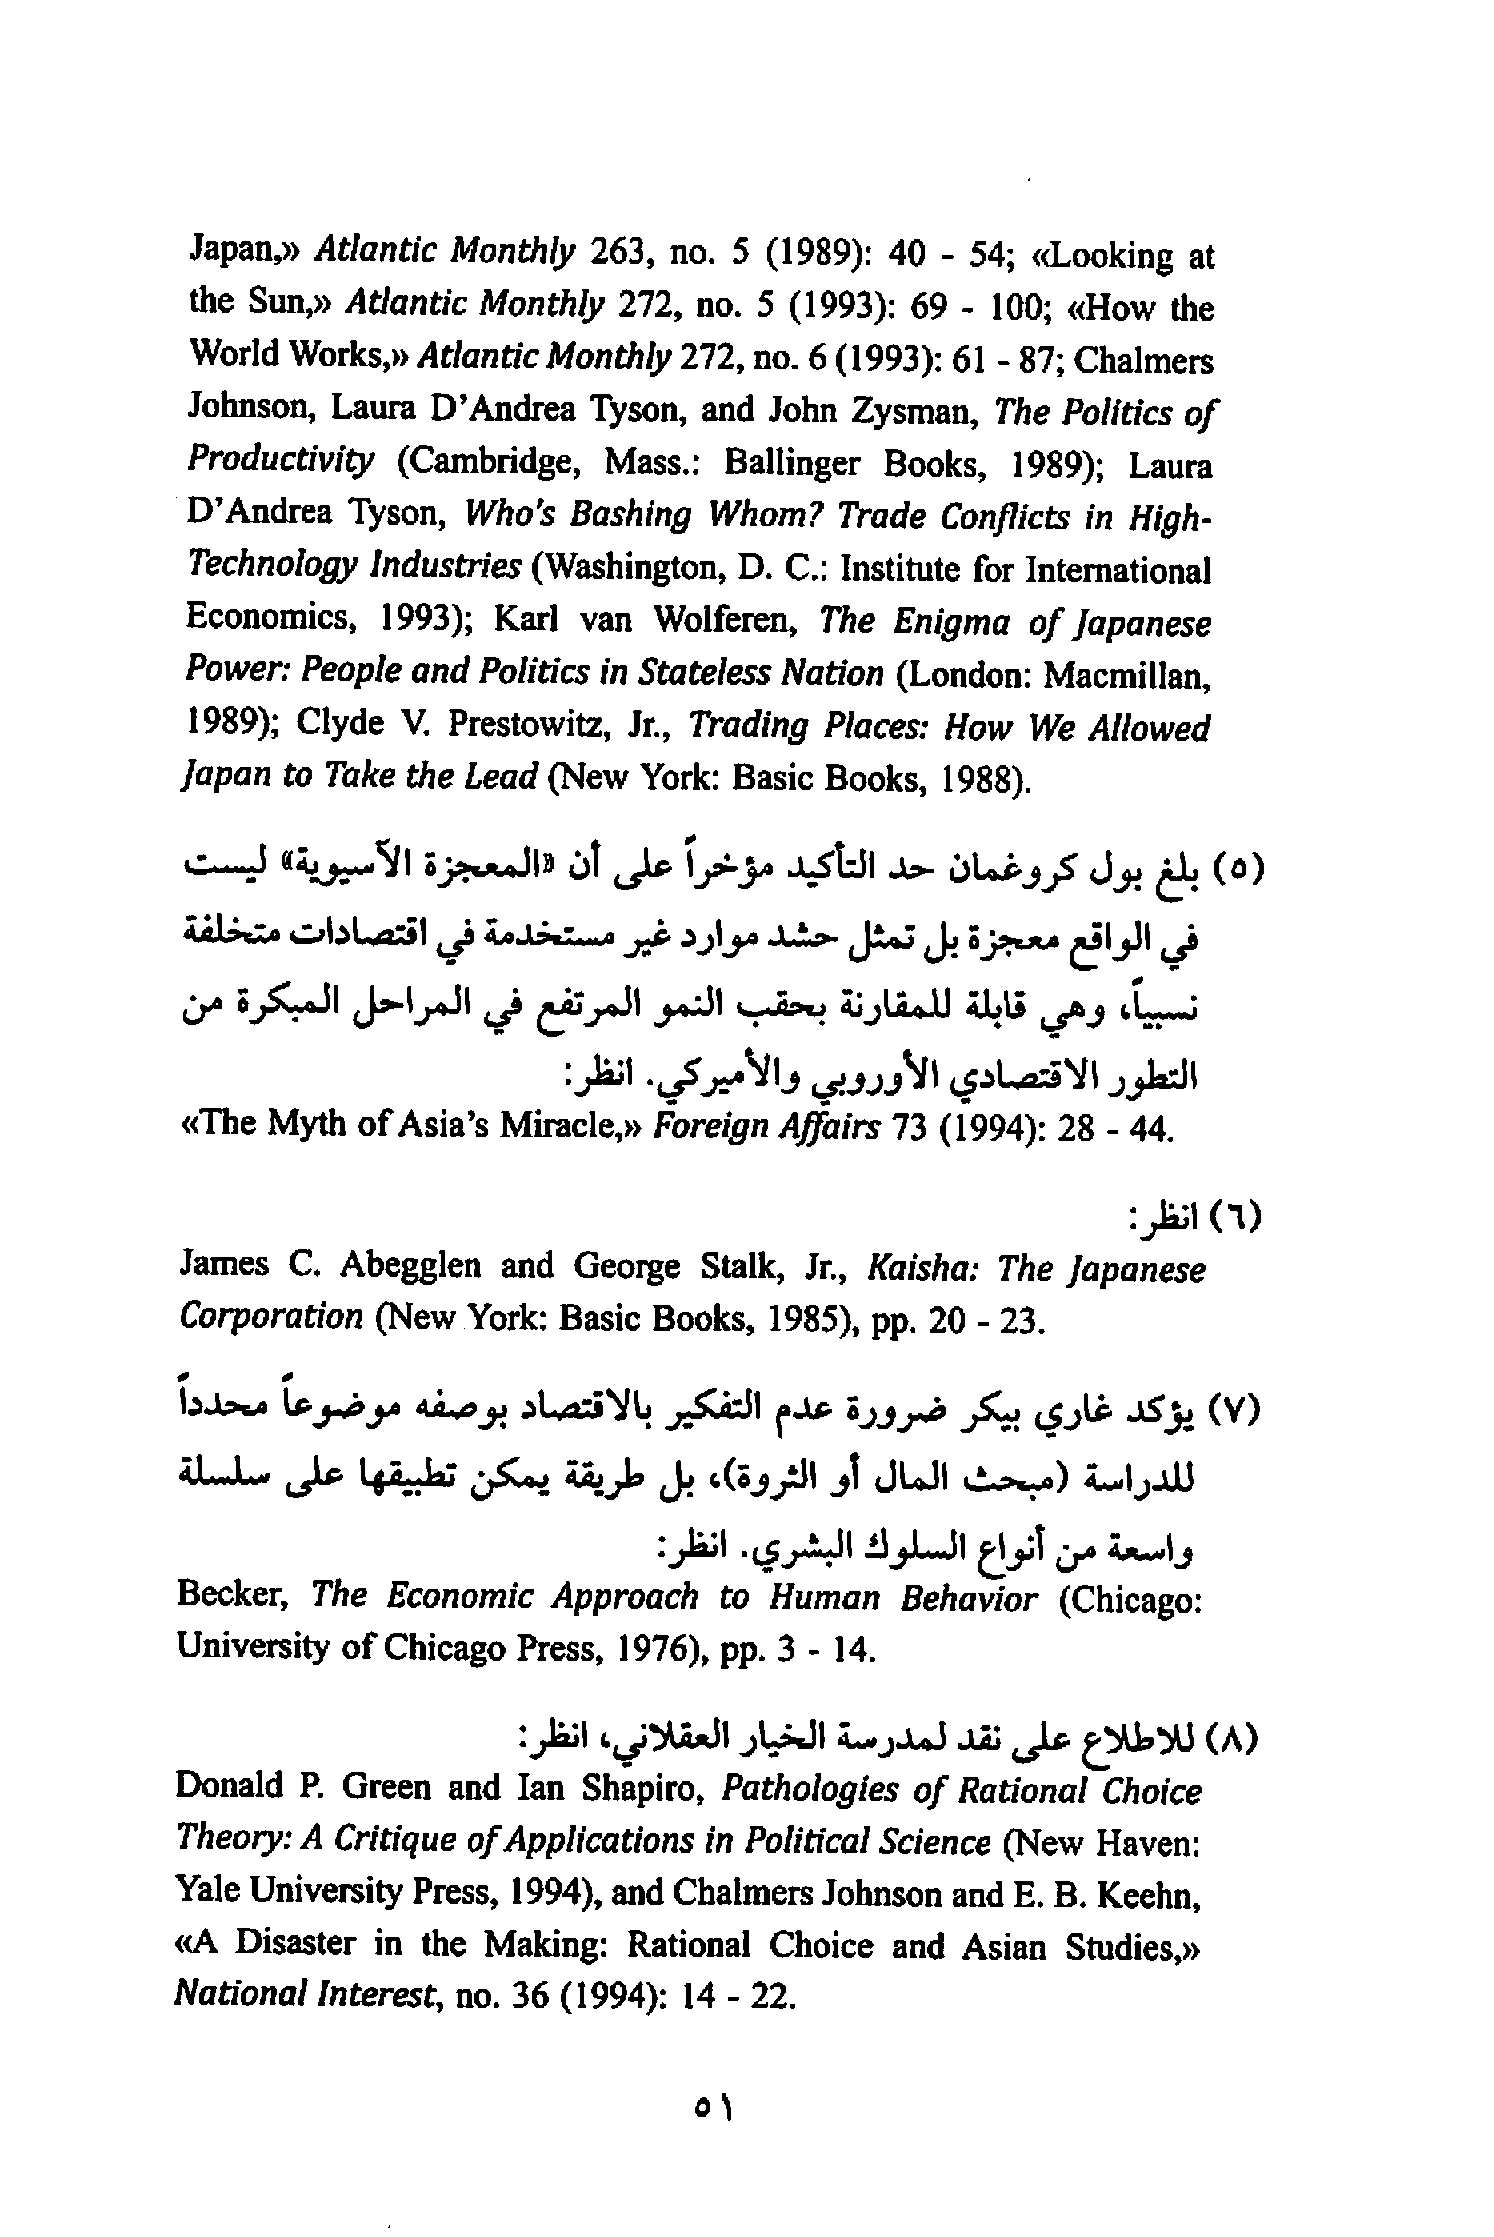 Japan,» Atlantic Monthly 263, no. 5 (1989): 40 - 54; «Looking at
the Sun,» Atlantic Monthly 272, no. 5 (1993): 69 - 100; «How the
World Works,» Atlantic Monthly 272, no. 6 (1993): 61 - 87; Chalmers
Johnson, Laura D'Andrea Tyson, and John Zysman, The Politics of
Productivity (Cambridge, Mass.: Ballinger Books, 1989); Laura
D'Andrea Tyson, Who's Bashing Whom? Trade Conflicts in High-
Technology Industries (Washington, D. C.: Institute for International
Economics, 1993); Karl van Wolferen, The Enigma of Japanese
Power: People and Politics in Stateless Nation (London: Macmillan,
1989); Clyde V. Prestowitz, Jr., Trading Places: How We Allowed
Japan to Take the Lead (New York: Basic Books, 1988).
(٥) بلغ بول كروغمان حد التأكيد مؤخراً على أن «المعجزة الآسيوية» ليست
في الواقع معجزة بل تمثل حشد موارد غير مستخدمة في اقتصادات متخلفة
نسبياً، وهي قابلة للمقارنة بحقب النمو المرتفع في المراحل المبكرة من
التطور الاقتصادي الأوروبي والأميركي. انظر:
«The Myth of Asia's Miracle,» Foreign Affairs 73 (1994): 28 - 44.
(٦) انظر:
James C. Abegglen and George Stalk, Jr., Kaisha: The Japanese
Corporation (New York: Basic Books, 1985), pp. 20 - 23.
(٧) يؤكد غاري بيكر ضرورة عدم التفكير بالاقتصاد بوصفه موضوعاً محدداً
للدراسة (مبحث المال أو الثروة)، بل طريقة يمكن تطبيقها على سلسلة
واسعة من أنواع السلوك البشري. انظر:
Becker, The Economic Approach to Human Behavior (Chicago:
University of Chicago Press, 1976), pp. 3 - 14.
(٨) للاطلاع على نقد لمدرسة الخيار العقلاني، انظر:
Donald P. Green and Ian Shapiro, Pathologies of Rational Choice
Theory: A Critique of Applications in Political Science (New Haven:
Yale University Press, 1994), and Chalmers Johnson and E. B. Keehn,
«A Disaster in the Making: Rational Choice and Asian Studies,»
National Interest, no. 36 (1994): 14 - 22.
٥١